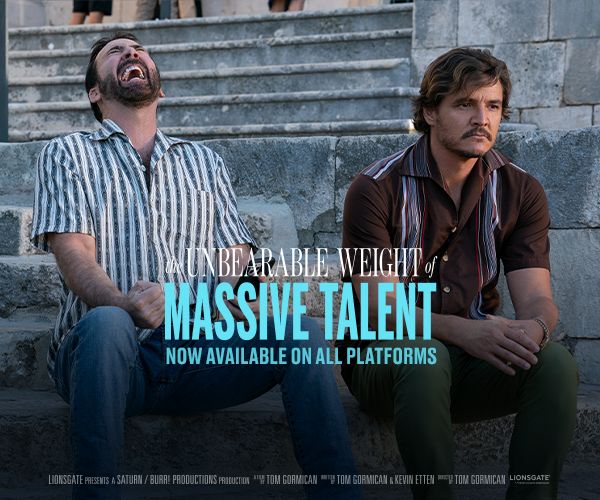 the UNBEARABLE WEIGHT of
MASSIVE TALENT
NOW AVAILABLE ON ALL PLATFORMS
LIONSGATE PRESENTS A SATURN / BURR! PRODUCTIONS PRODUCTION A FILM BY TOM GORMICAN WRITTEN BY TOM GORMICAN & KEVIN ETTEN DIRECTED BY TOM GORMICAN LIONSGATE